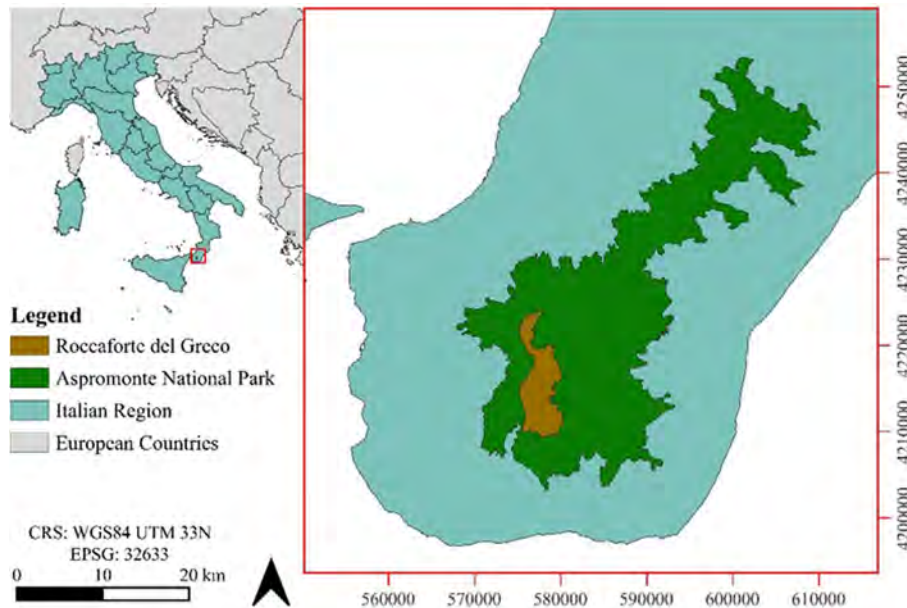 Legend
Roccaforte del Greco
Aspromonte National Park
Italian Region
European Countries
CRS: WGS84 UTM 33N
EPSG: 32633
0 10 20 km
4250000
4240000
4230000
4220000
4210000
4200000
560000 570000 580000 590000 600000 610000